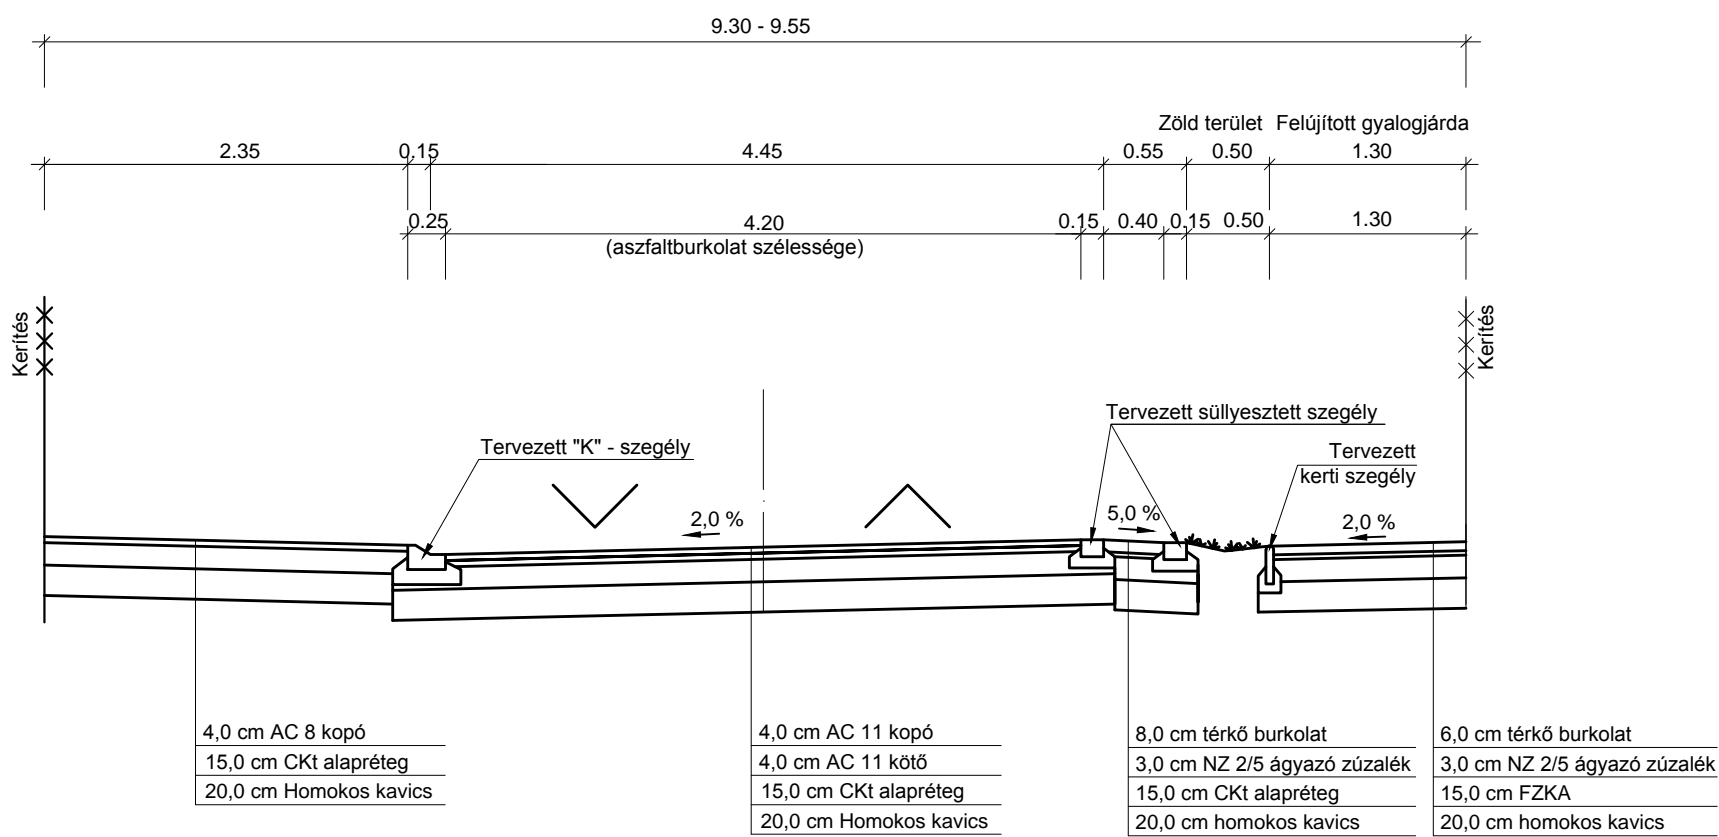 9.30 - 9.55
Zöld terület Felújított gyalogjárda
2.35 0.15 4.45 0.55 0.50 1.30
0.25 4.20 0.15 0.40 0.15 0.50 1.30
(aszfaltburkolat szélessége)
Kerítés
Kerítés
Tervezett süllyesztett szegély
Tervezett "K" - szegély
Tervezett
kerti szegély
2,0 %
5,0 %
2,0 %
4,0 cm AC 8 kopó
15,0 cm CKt alapréteg
20,0 cm Homokos kavics
4,0 cm AC 11 kopó
4,0 cm AC 11 kötő
15,0 cm CKt alapréteg
20,0 cm Homokos kavics
8,0 cm térkő burkolat
3,0 cm NZ 2/5 ágyazó zúzalék
15,0 cm CKt alapréteg
20,0 cm homokos kavics
6,0 cm térkő burkolat
3,0 cm NZ 2/5 ágyazó zúzalék
15,0 cm FZKA
20,0 cm homokos kavics